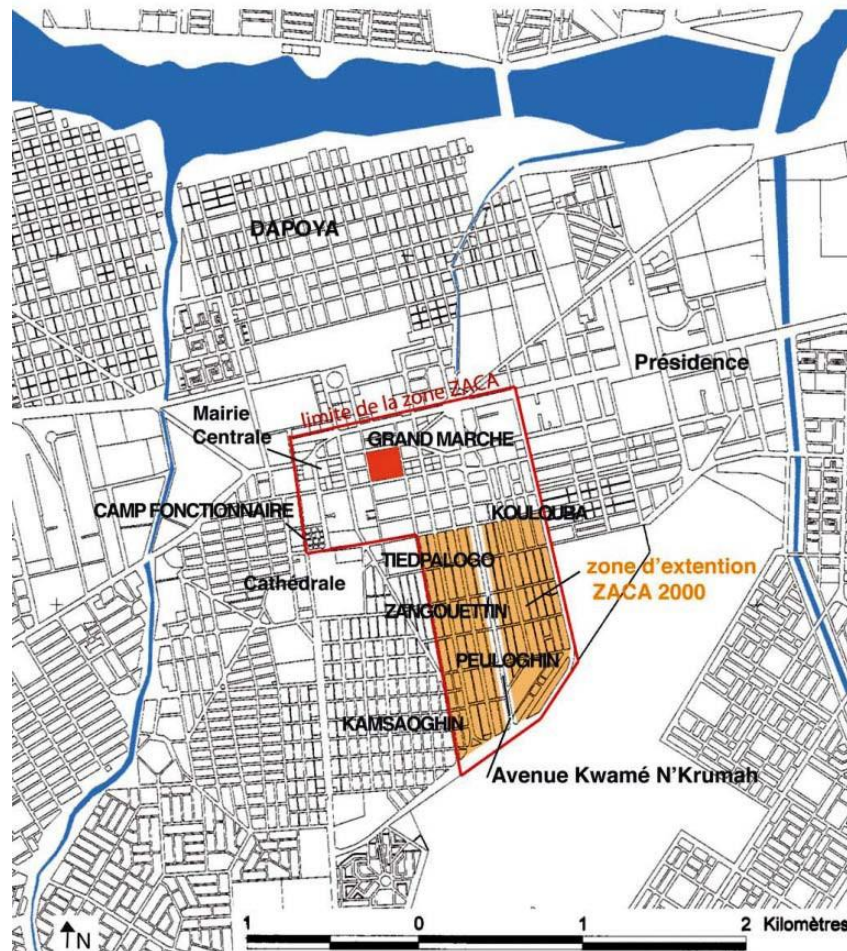 DAPOYA
Présidence
limite de la zone ZACA
Mairie
Centrale
GRAND MARCHE
CAMP FONCTIONNAIRE
KOULOUBA
TIEDPALOGO
Cathédrale
zone d'extention
ZACA 2000
ZANGOUETTIN
PEULOGHIN
KAMSAOGHIN
Avenue Kwamé N'Krumah
N
1 0 1 2 Kilomètres